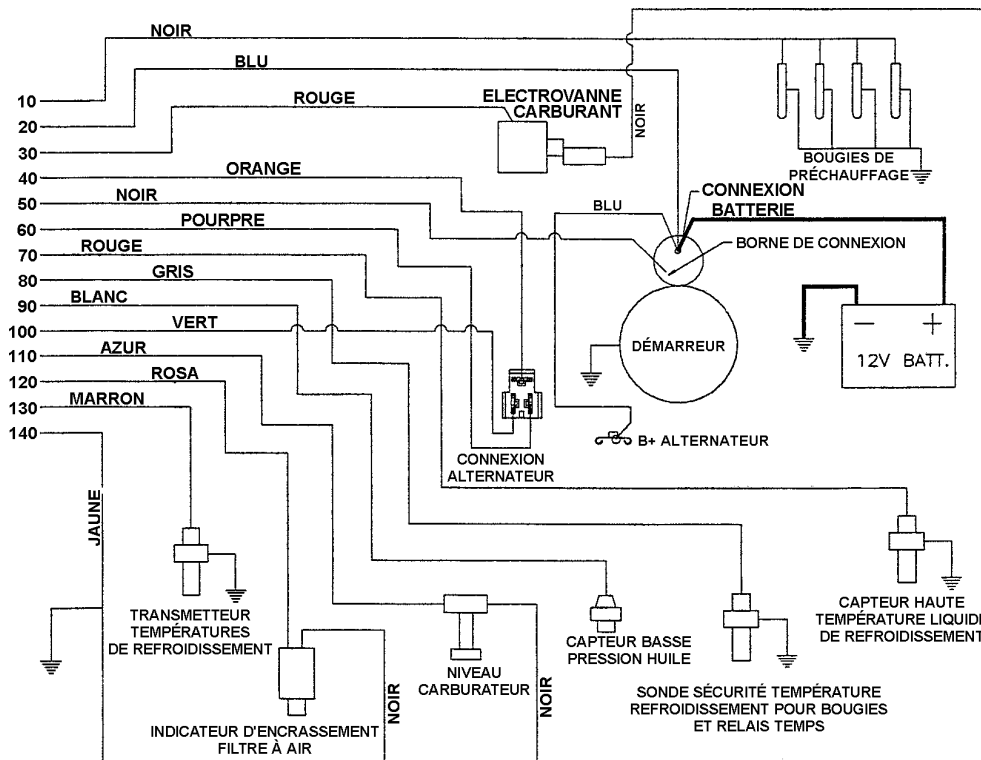 NOIR
BLU
ROUGE
ELECTROVANNE
CARBURANT
NOIR
10
20
30
40
50
60
70
80
90
100
110
120
130
140
ORANGE
NOIR
POURPRE
ROUGE
GRIS
BLANC
VERT
AZUR
ROSA
MARRON
JAUNE
BOUGIES DE
PRÉCHAUFFAGE
BLU
CONNEXION
BATTERIE
BORNE DE CONNEXION
DÉMARREUR
12V BATT.
B+ ALTERNATEUR
CONNEXION
ALTERNATEUR
TRANSMETTEUR
TEMPÉRATURES
DE REFROIDISSEMENT
INDICATEUR D'ENCRASSEMENT
FILTRE À AIR
NOIR
NIVEAU
CARBURATEUR
NOIR
CAPTEUR BASSE
PRESSION HUILE
SONDE SÉCURITÉ TEMPÉRATURE
REFROIDISSEMENT POUR BOUGIES
ET RELAIS TEMPS
CAPTEUR HAUTE
TEMPÉRATURE LIQUID
DE REFROIDISSEMENT